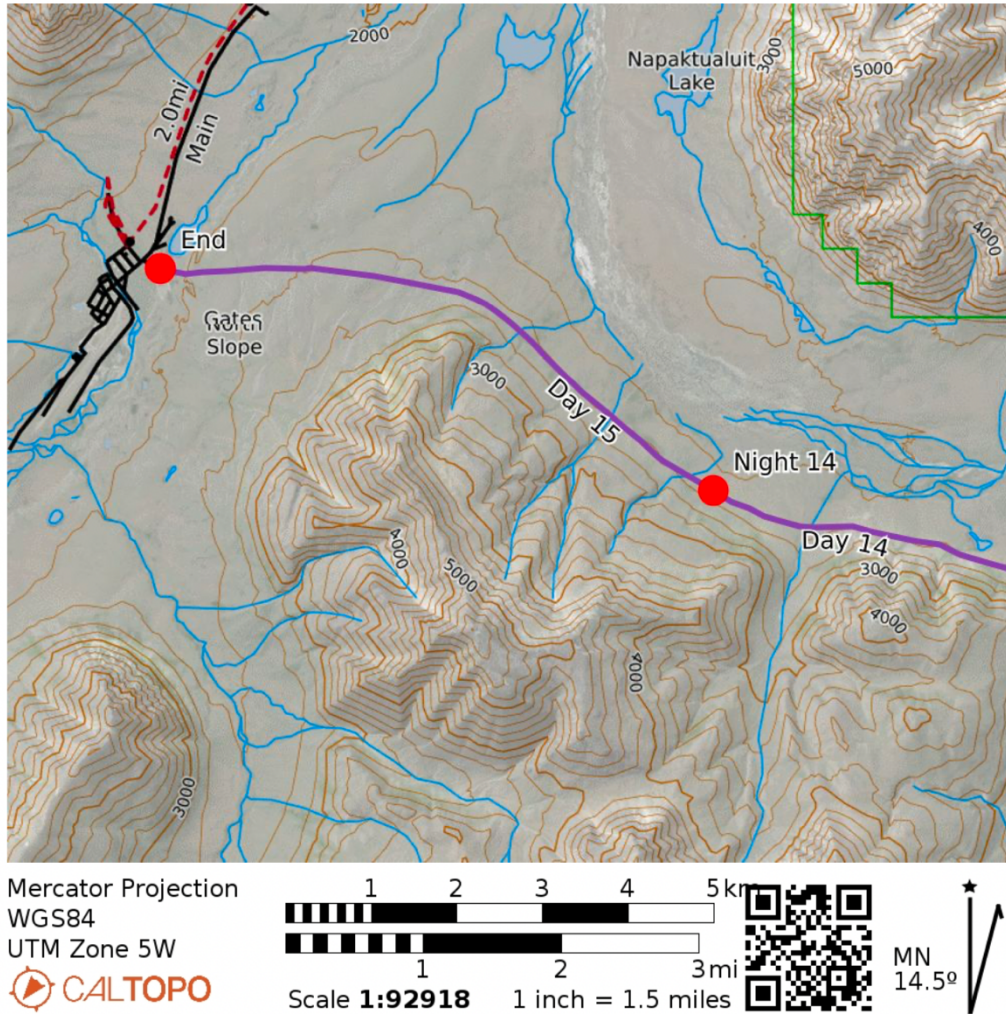 2000
Napaktualuit
Lake
3000
5000
2.0mi
Main
4000
End
Gates
North
Slope
3000
Day 15
Night 14
Day 14
3000
4000
5000
4000
4000
3000
Mercator Projection
WGS84
UTM Zone 5W
CALTOPO
1 2 3 4 5 km
1 2 3 mi
Scale 1:92918 1 inch = 1.5 miles
MN
14.5º